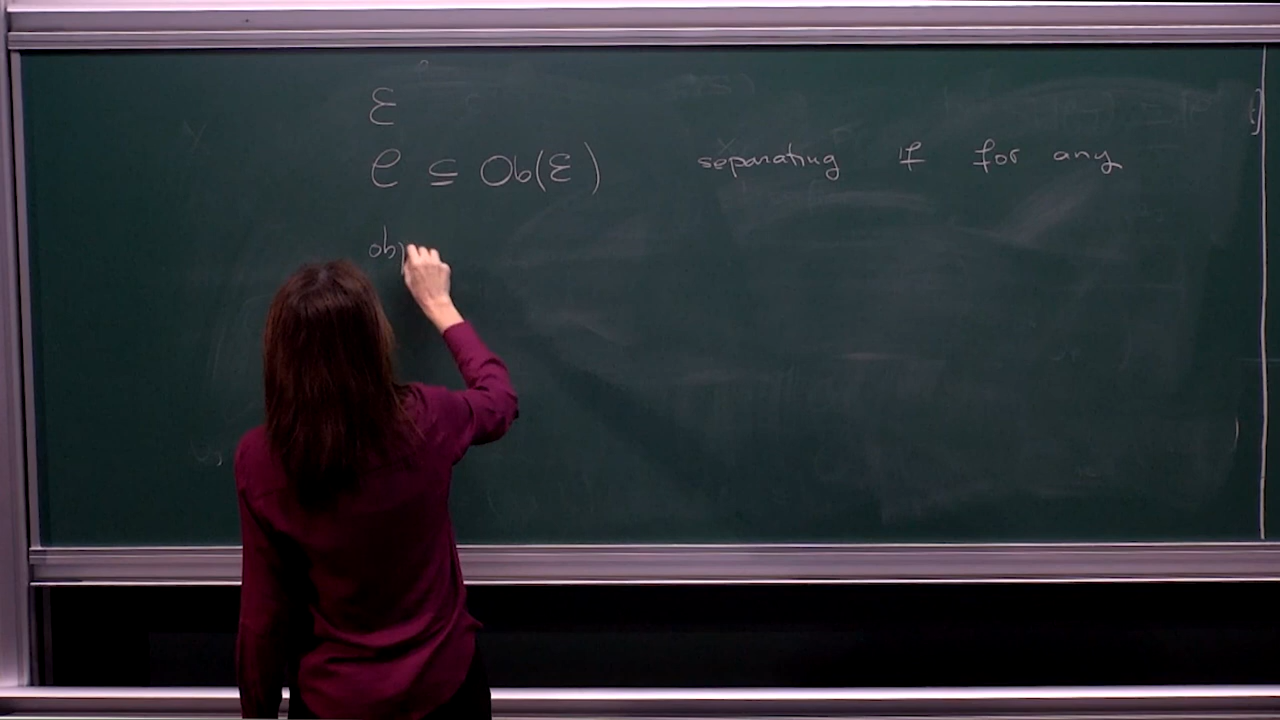 ℰ
𝒞 ⊆ Ob(ℰ) separating if for any
obj